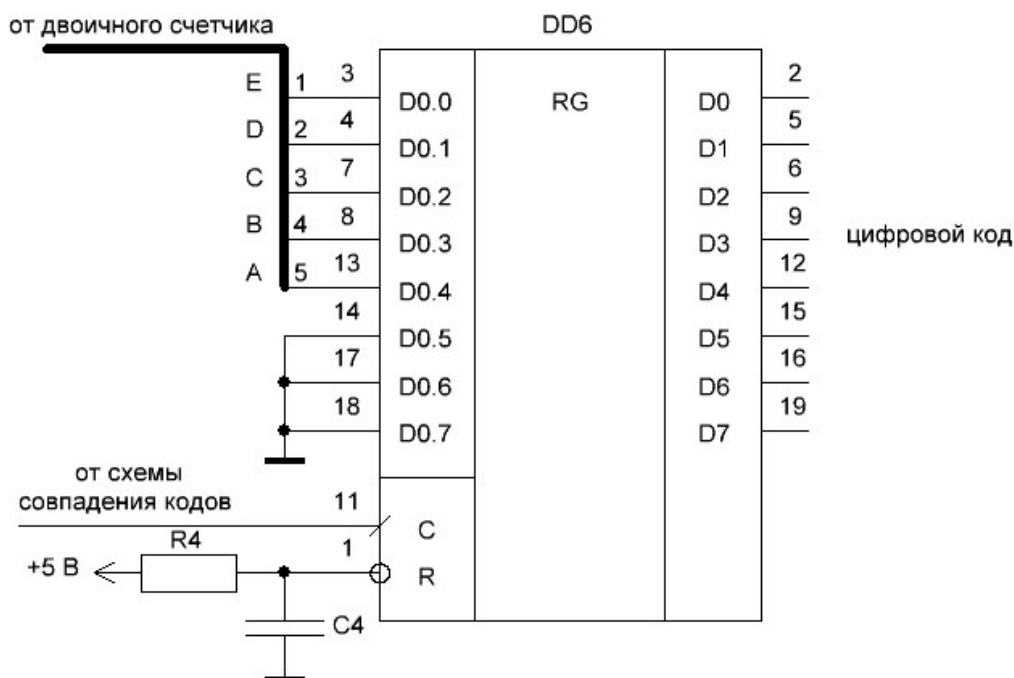 от двоичного счетчика
DD6
E 1 3 D0.0 RG D0 2
D 2 4 D0.1 D1 5
C 3 7 D0.2 D2 6
B 4 8 D0.3 D3 9
цифровой код
A 5 13 D0.4 D4 12
14 D0.5 D5 15
17 D0.6 D6 16
18 D0.7 D7 19
от схемы
совпадения кодов
11 C
R4
+5 В
1 R
C4